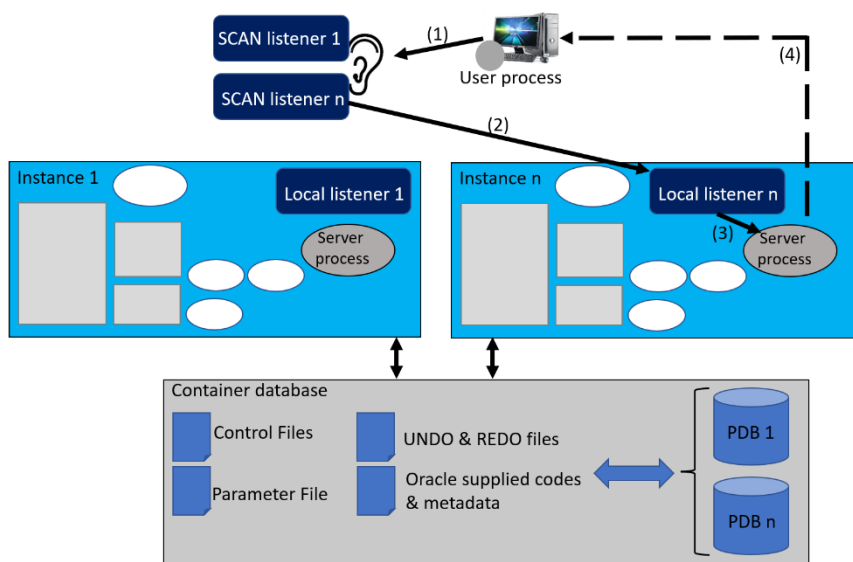 SCAN listener 1
(1)
(4)
User process
SCAN listener n
(2)
Instance 1
Local listener 1
Server
process
Instance n
Local listener n
(3)
Server
process
Container database
Control Files
UNDO & REDO files
PDB 1
Parameter File
Oracle supplied codes
& metadata
PDB n